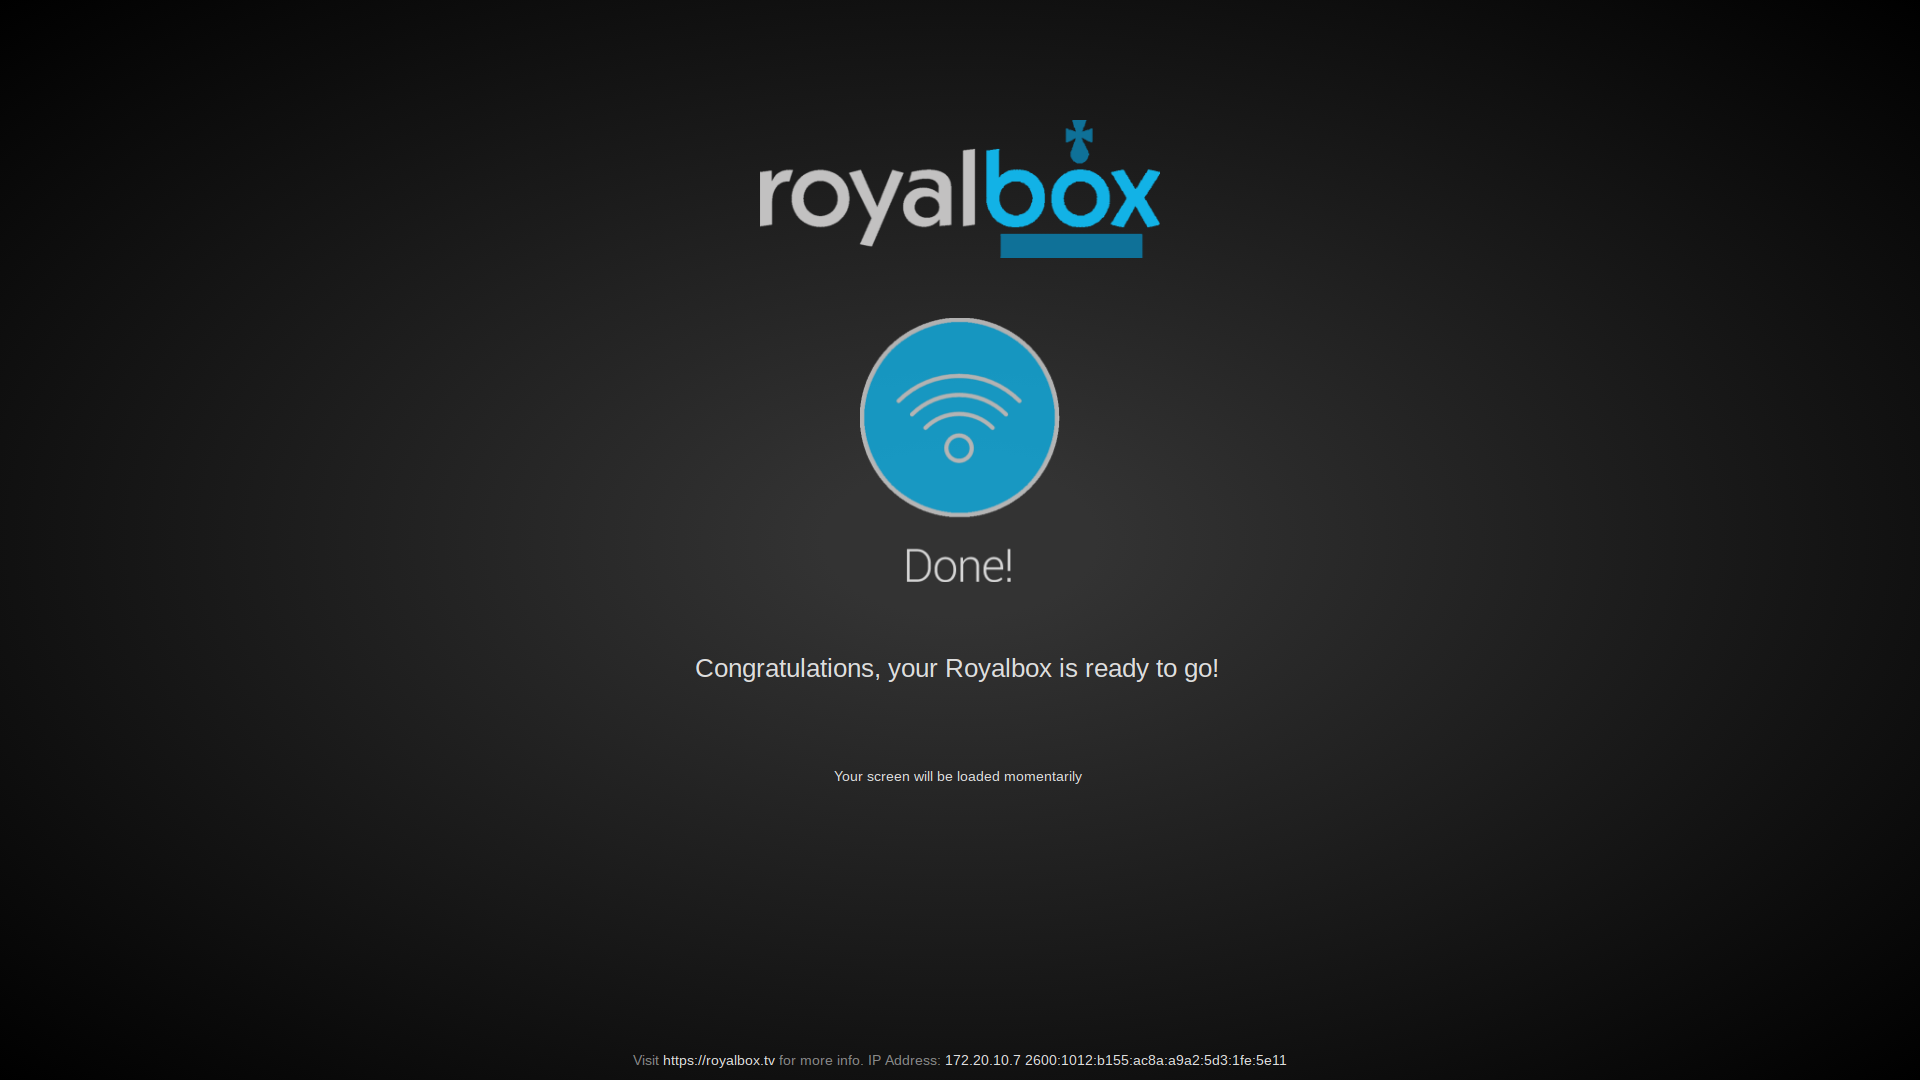 royalbox
Done!
Congratulations, your Royalbox is ready to go!
Your screen will be loaded momentarily
Visit https://royalbox.tv for more info. IP Address: 172.20.10.7 2600:1012:b155:ac8a:a9a2:5d3:1fe:5e11